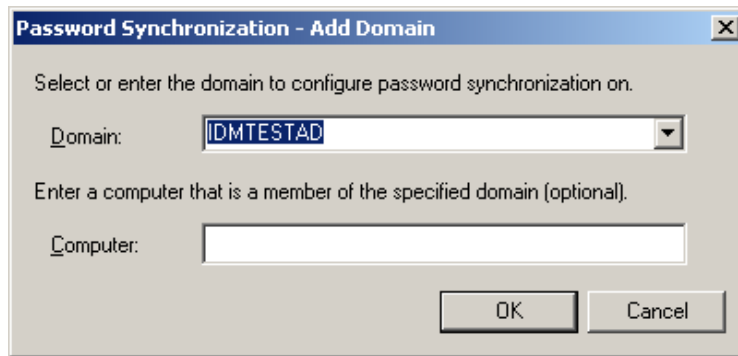 Password Synchronization - Add Domain
Select or enter the domain to configure password synchronization on.
Domain: IDMTESTAD
Enter a computer that is a member of the specified domain (optional).
Computer:
OK Cancel